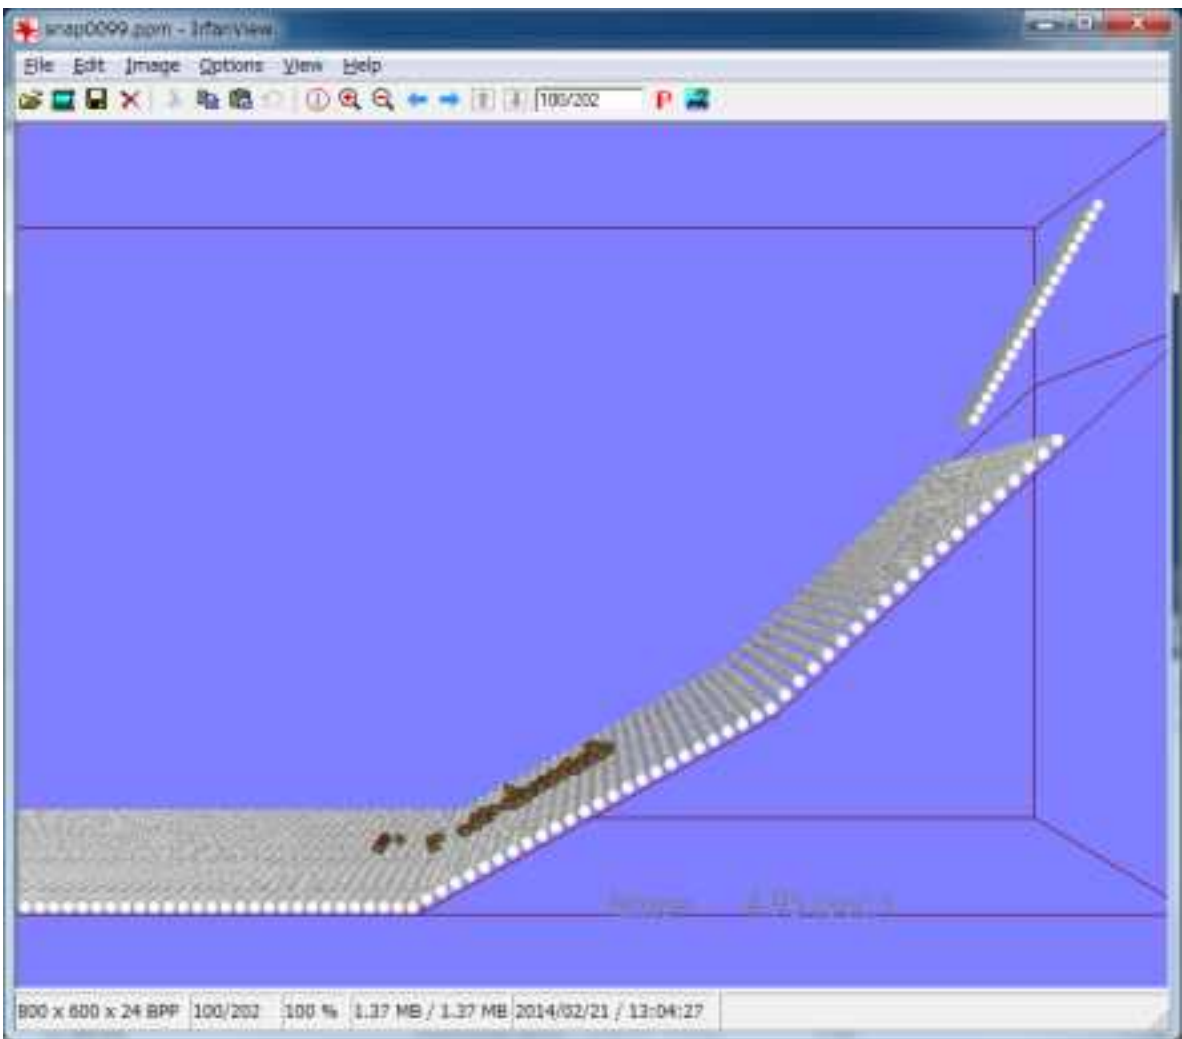 snap0099.ppm - IrfanView
File Edit Image Options View Help
100/202 P
800 x 600 x 24 BPP 100/202 100 % 1.37 MB / 1.37 MB 2014/02/21 / 13:04:27